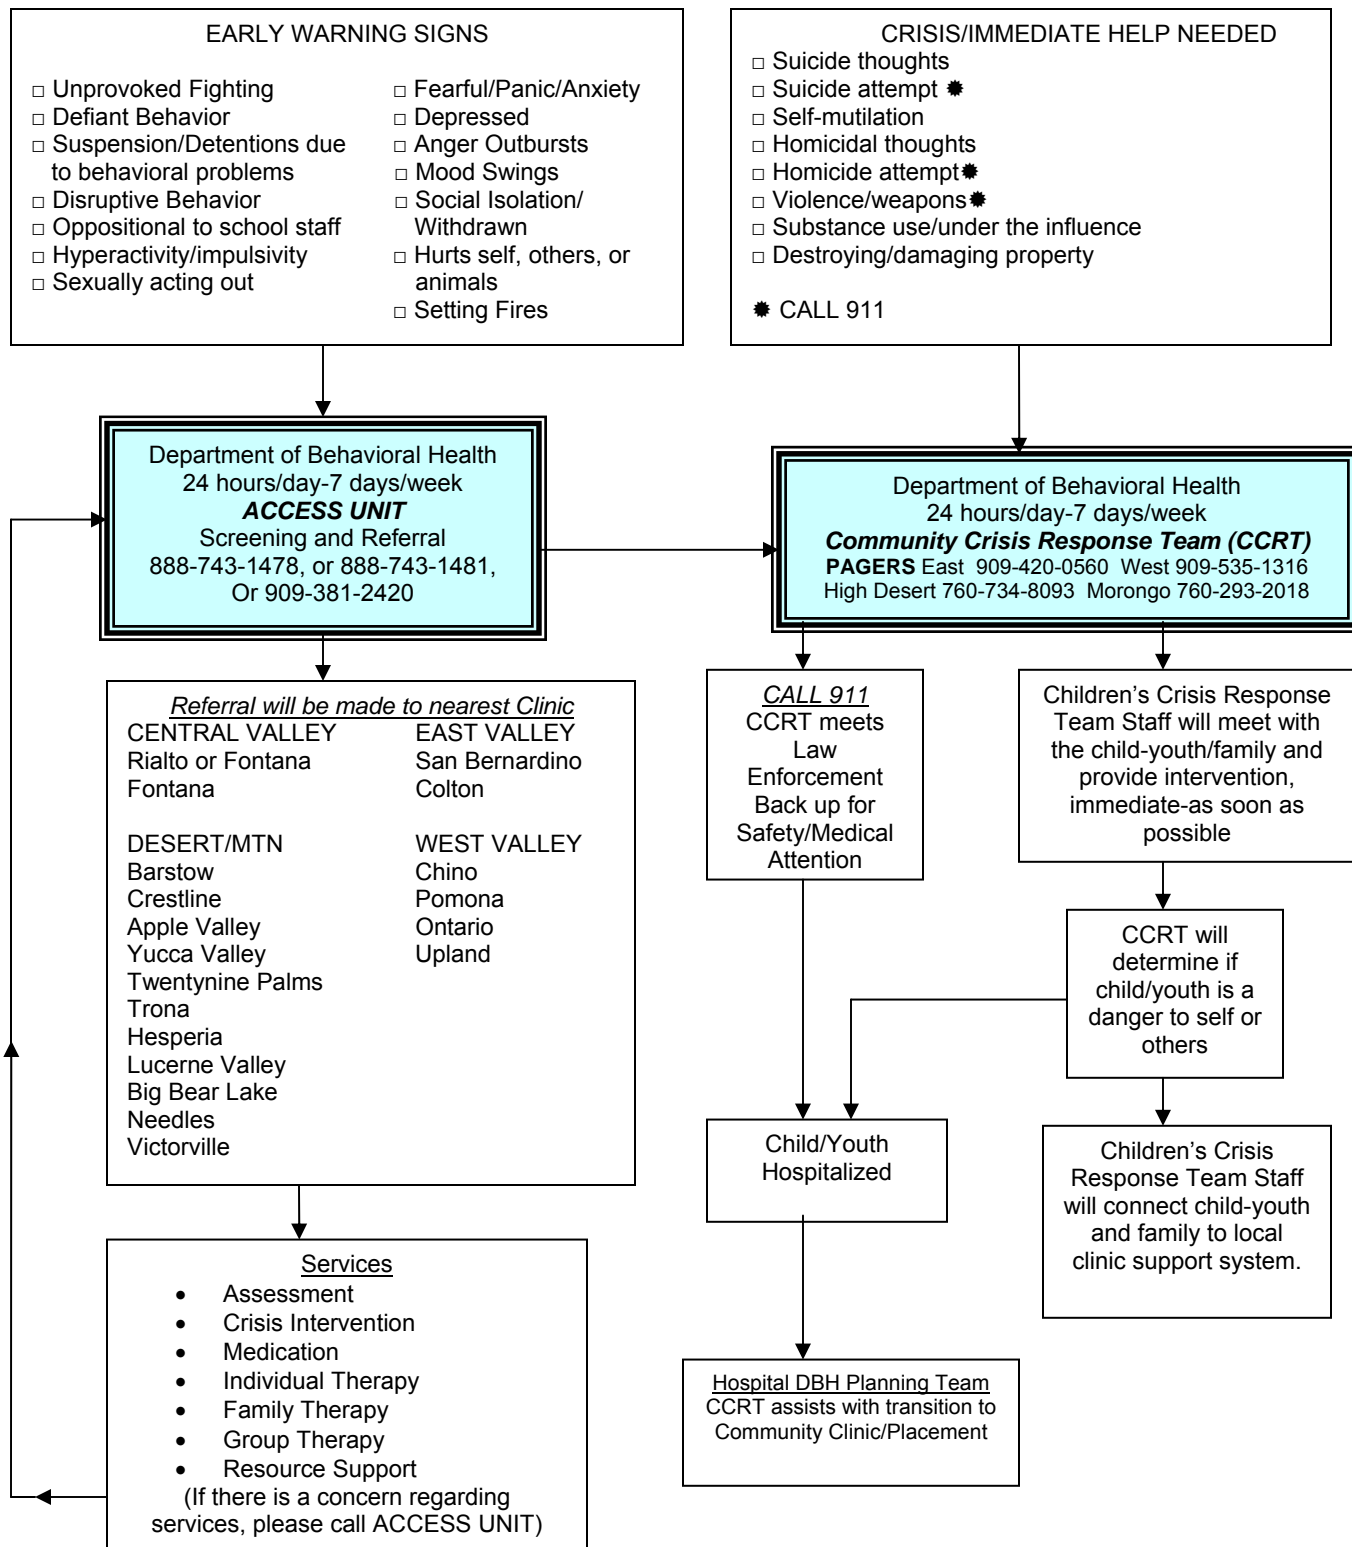 EARLY WARNING SIGNS
□ Unprovoked Fighting
□ Defiant Behavior
□ Suspension/Detentions due
to behavioral problems
□ Disruptive Behavior
□ Oppositional to school staff
□ Hyperactivity/impulsivity
□ Sexually acting out
□ Fearful/Panic/Anxiety
□ Depressed
□ Anger Outbursts
□ Mood Swings
□ Social Isolation/
Withdrawn
□ Hurts self, others, or
animals
□ Setting Fires
CRISIS/IMMEDIATE HELP NEEDED
□ Suicide thoughts
□ Suicide attempt ✹
□ Self-mutilation
□ Homicidal thoughts
□ Homicide attempt✹
□ Violence/weapons✹
□ Substance use/under the influence
□ Destroying/damaging property
✹ CALL 911
Department of Behavioral Health
24 hours/day-7 days/week
ACCESS UNIT
Screening and Referral
888-743-1478, or 888-743-1481,
Or 909-381-2420
Department of Behavioral Health
24 hours/day-7 days/week
Community Crisis Response Team (CCRT)
PAGERS East 909-420-0560 West 909-535-1316
High Desert 760-734-8093 Morongo 760-293-2018
Referral will be made to nearest Clinic
CENTRAL VALLEY
Rialto or Fontana
Fontana
EAST VALLEY
San Bernardino
Colton
DESERT/MTN
Barstow
Crestline
Apple Valley
Yucca Valley
Twentynine Palms
Trona
Hesperia
Lucerne Valley
Big Bear Lake
Needles
Victorville
WEST VALLEY
Chino
Pomona
Ontario
Upland
CALL 911
CCRT meets
Law
Enforcement
Back up for
Safety/Medical
Attention
Children's Crisis Response
Team Staff will meet with
the child-youth/family and
provide intervention,
immediate-as soon as
possible
CCRT will
determine if
child/youth is a
danger to self or
others
Child/Youth
Hospitalized
Children's Crisis
Response Team Staff
will connect child-youth
and family to local
clinic support system.
Services
• Assessment
• Crisis Intervention
• Medication
• Individual Therapy
• Family Therapy
• Group Therapy
• Resource Support
(If there is a concern regarding
services, please call ACCESS UNIT)
Hospital DBH Planning Team
CCRT assists with transition to
Community Clinic/Placement